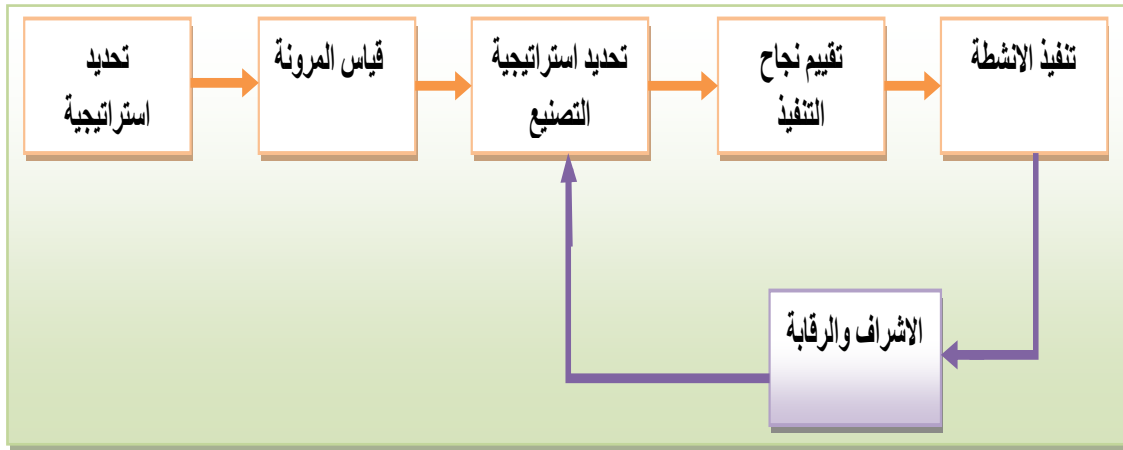 تحديد
استراتيجية
قياس المرونة
تحديد استراتيجية
التصنيع
تقييم نجاح
التنفيذ
تنفيذ الانشطة
الاشراف والرقابة